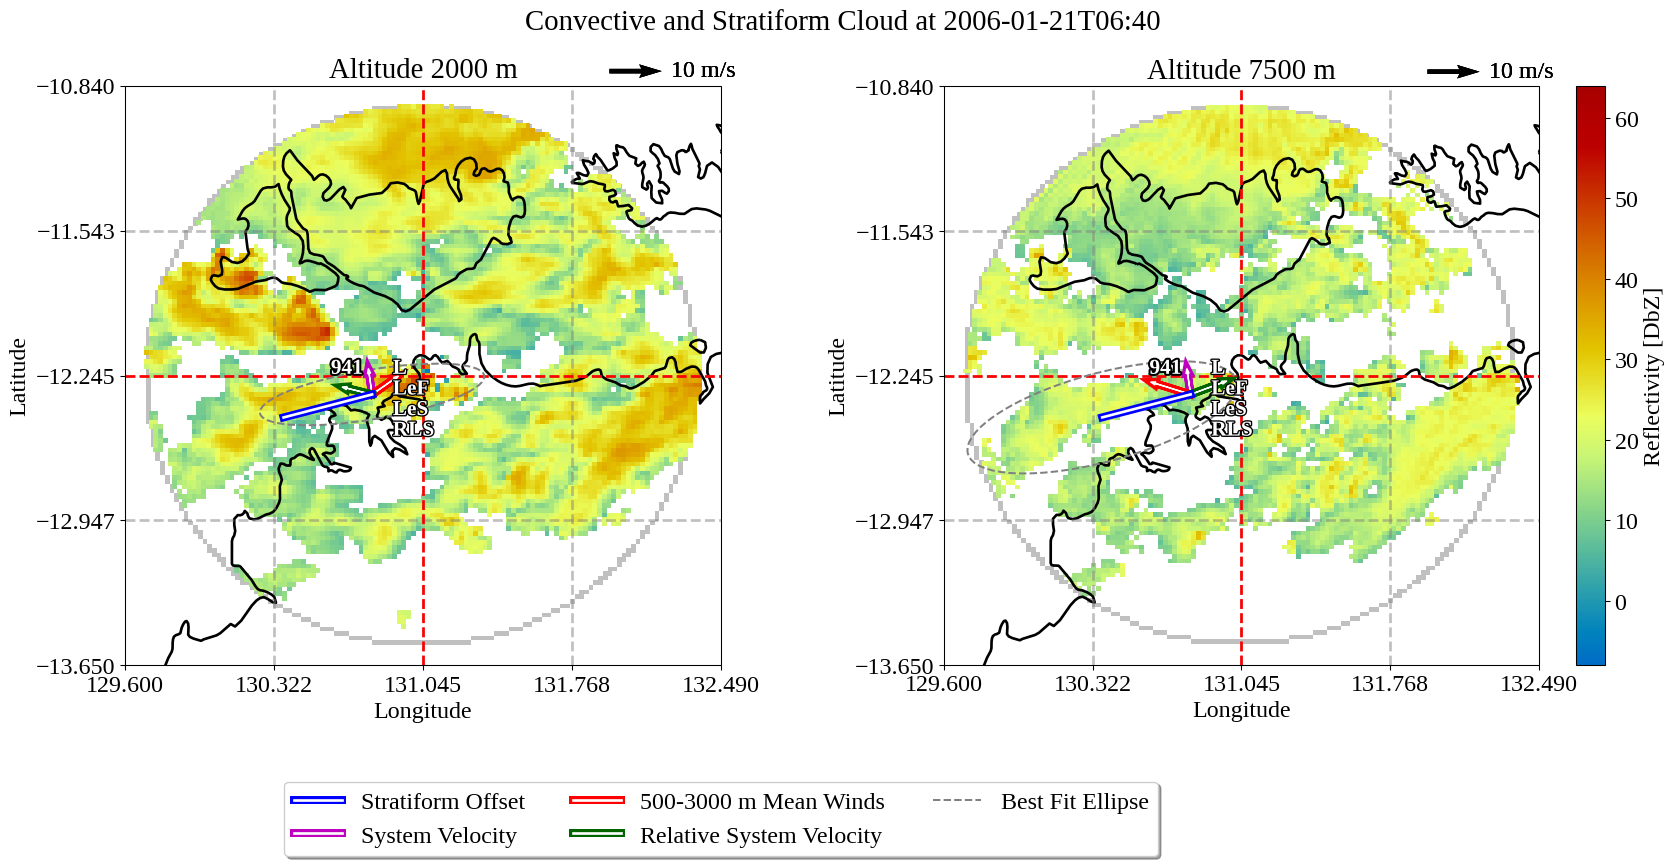 Convective and Stratiform Cloud at 2006-01-21T06:40
Altitude 2000 m
10 m/s
−10.840
−11.543
−12.245
−12.947
−13.650
Latitude
941
L
LeF
LeS
RLS
129.600
130.322
131.045
131.768
132.490
Longitude
Altitude 7500 m
10 m/s
−10.840
−11.543
−12.245
−12.947
−13.650
Latitude
941
L
LeF
LeS
RLS
129.600
130.322
131.045
131.768
132.490
Longitude
60
50
40
30
20
10
0
Reflectivity [DbZ]
Stratiform Offset
System Velocity
500-3000 m Mean Winds
Relative System Velocity
Best Fit Ellipse